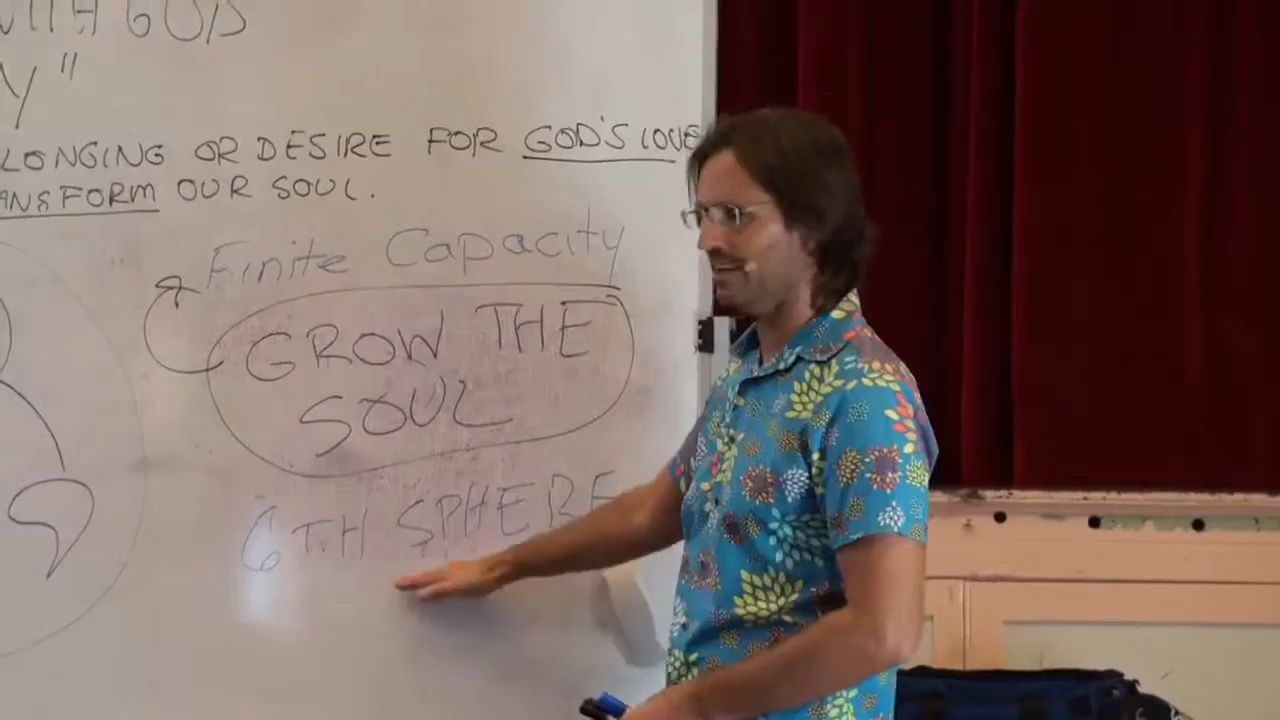 WITH GOD
Y"
LONGING OR DESIRE FOR GOD'S LOVE
ANSFORM OUR SOUL.
Finite Capacity
GROW THE
SOUL
6TH SPHERE